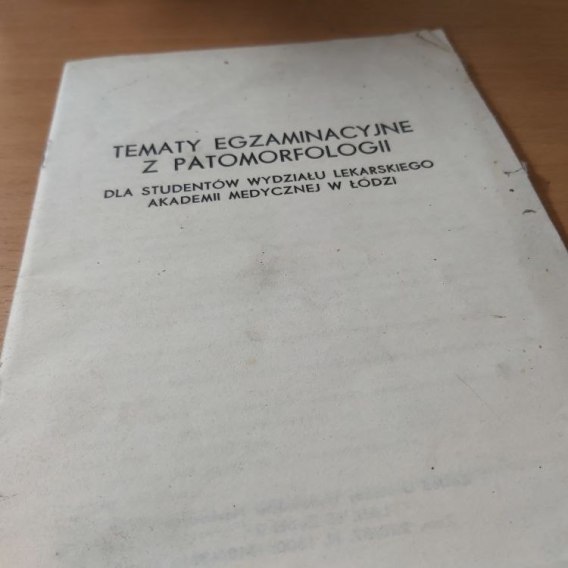 TEMATY EGZAMINACYJNE
Z PATOMORFOLOGII
DLA STUDENTÓW WYDZIAŁU LEKARSKIEGO
AKADEMII MEDYCZNEJ W ŁODZI